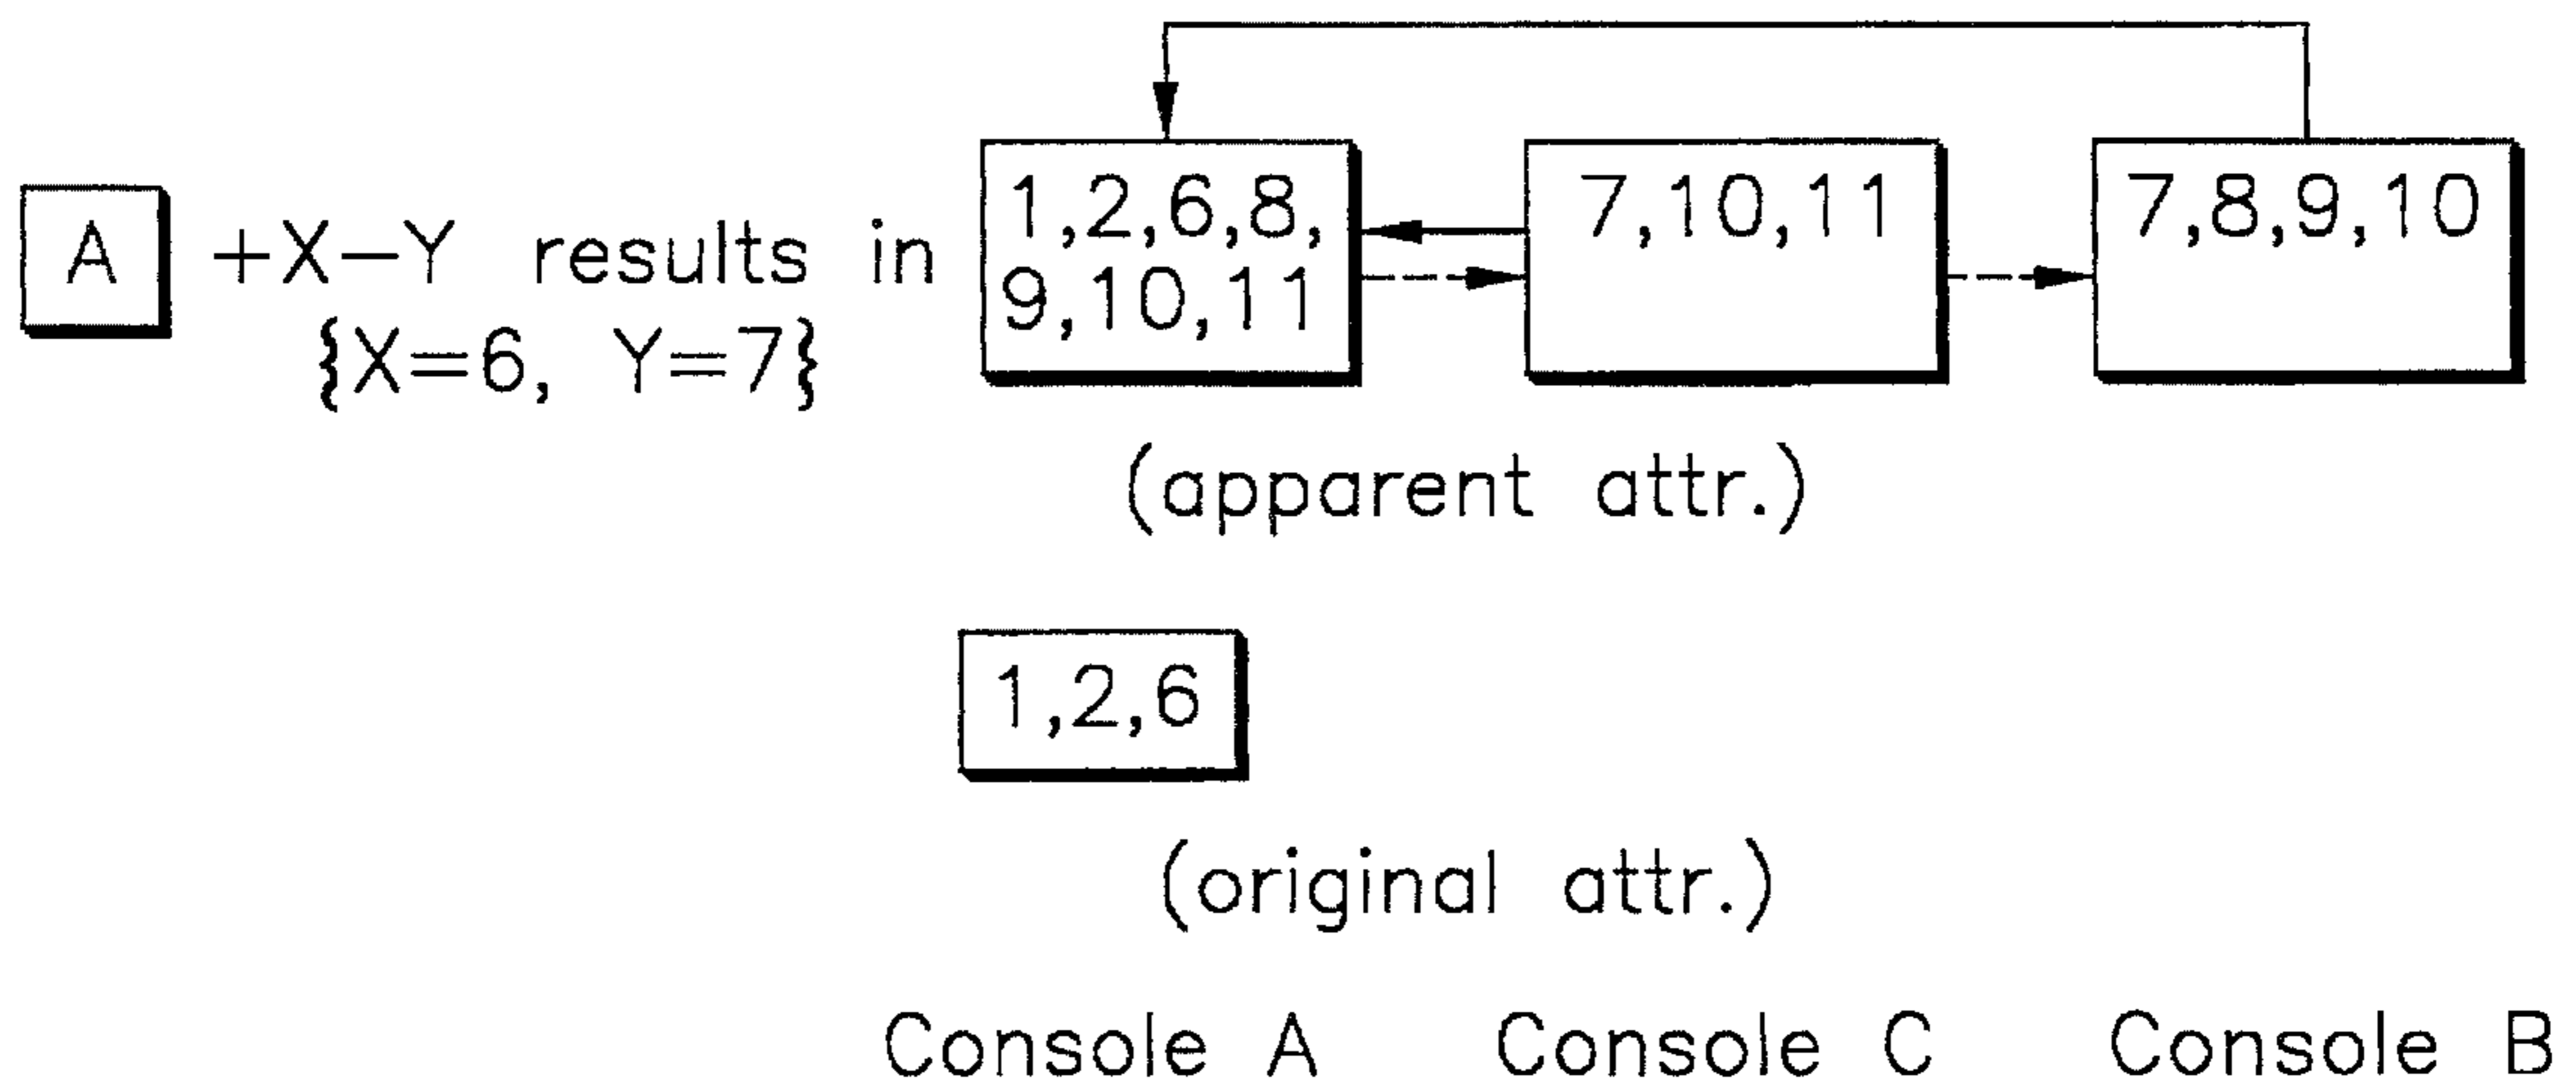 A +X−Y results in
{X=6, Y=7}
1,2,6,8,
9,10,11
7,10,11
7,8,9,10
(apparent attr.)
1,2,6
(original attr.)
Console A Console C Console B